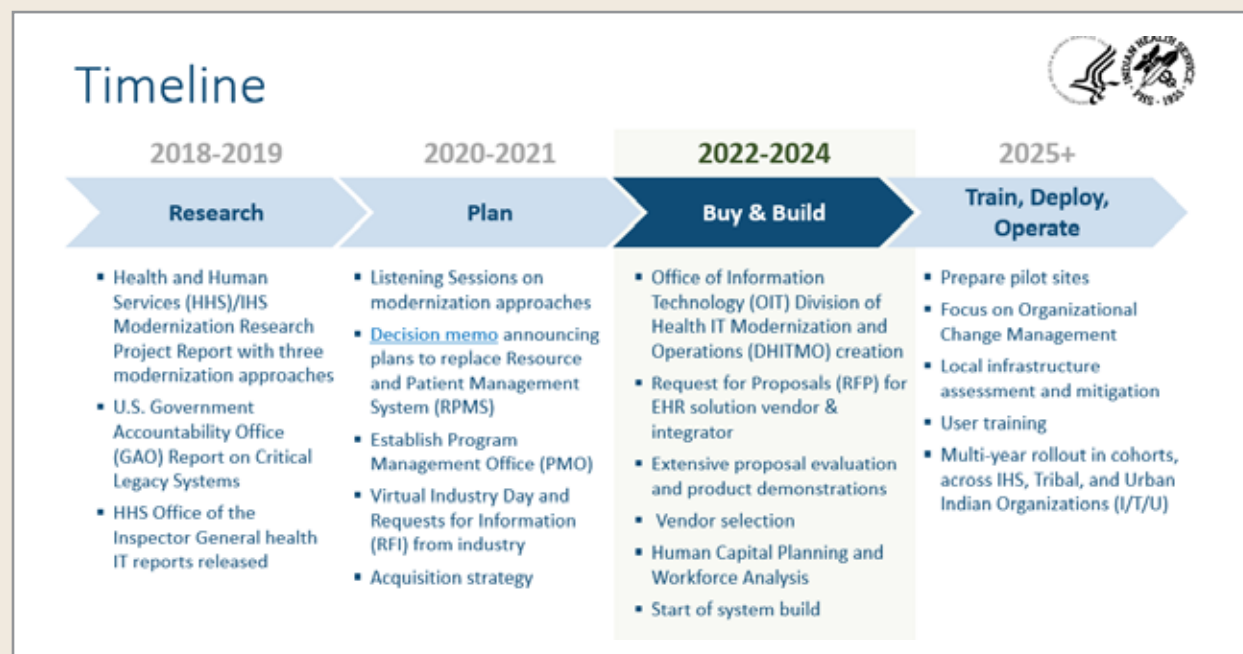 Timeline
INDIAN HEALTH SERVICE
PHS - 1955
2018-2019
Research
▪ Health and Human
Services (HHS)/IHS
Modernization Research
Project Report with three
modernization approaches
▪ U.S. Government
Accountability Office
(GAO) Report on Critical
Legacy Systems
▪ HHS Office of the
Inspector General health
IT reports released
2020-2021
Plan
▪ Listening Sessions on
modernization approaches
▪ Decision memo announcing
plans to replace Resource
and Patient Management
System (RPMS)
▪ Establish Program
Management Office (PMO)
▪ Virtual Industry Day and
Requests for Information
(RFI) from industry
▪ Acquisition strategy
2022-2024
Buy & Build
▪ Office of Information
Technology (OIT) Division of
Health IT Modernization and
Operations (DHITMO) creation
▪ Request for Proposals (RFP) for
EHR solution vendor &
integrator
▪ Extensive proposal evaluation
and product demonstrations
▪ Vendor selection
▪ Human Capital Planning and
Workforce Analysis
▪ Start of system build
2025+
Train, Deploy,
Operate
▪ Prepare pilot sites
▪ Focus on Organizational
Change Management
▪ Local infrastructure
assessment and mitigation
▪ User training
▪ Multi-year rollout in cohorts,
across IHS, Tribal, and Urban
Indian Organizations (I/T/U)